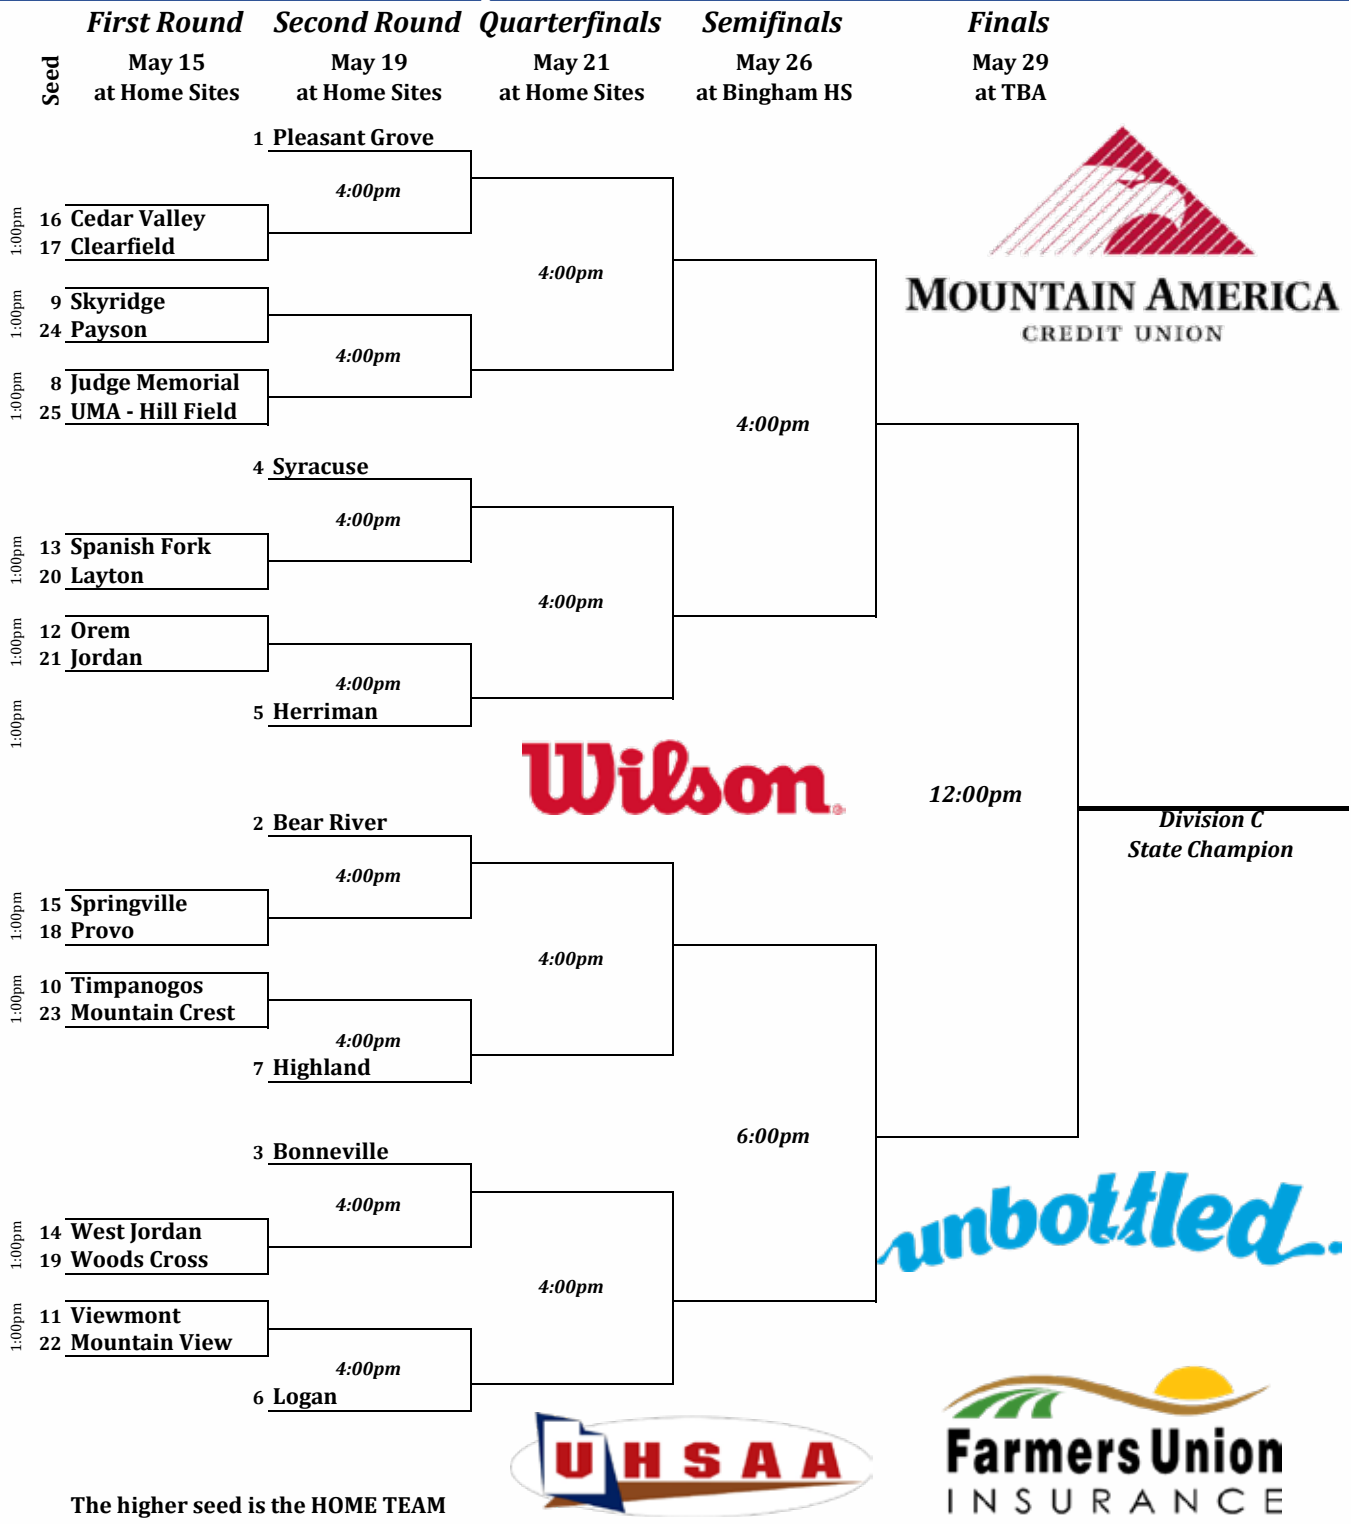 First Round Second Round Quarterfinals Semifinals Finals
Seed
May 15 May 19 May 21 May 26 May 29
at Home Sites at Home Sites at Home Sites at Bingham HS at TBA
1 Pleasant Grove
4:00pm
1:00pm
16 Cedar Valley
17 Clearfield
4:00pm
1:00pm
9 Skyridge
24 Payson
4:00pm
1:00pm
8 Judge Memorial
25 UMA - Hill Field
MOUNTAIN AMERICA
CREDIT UNION
4:00pm
4 Syracuse
4:00pm
1:00pm
13 Spanish Fork
20 Layton
4:00pm
1:00pm
12 Orem
21 Jordan
4:00pm
1:00pm
5 Herriman
Wilson®
12:00pm
Division C
State Champion
2 Bear River
4:00pm
1:00pm
15 Springville
18 Provo
4:00pm
1:00pm
10 Timpanogos
23 Mountain Crest
4:00pm
7 Highland
6:00pm
3 Bonneville
4:00pm
1:00pm
14 West Jordan
19 Woods Cross
unbottled.
4:00pm
1:00pm
11 Viewmont
22 Mountain View
4:00pm
6 Logan
UHSAA
Farmers Union
INSURANCE
The higher seed is the HOME TEAM